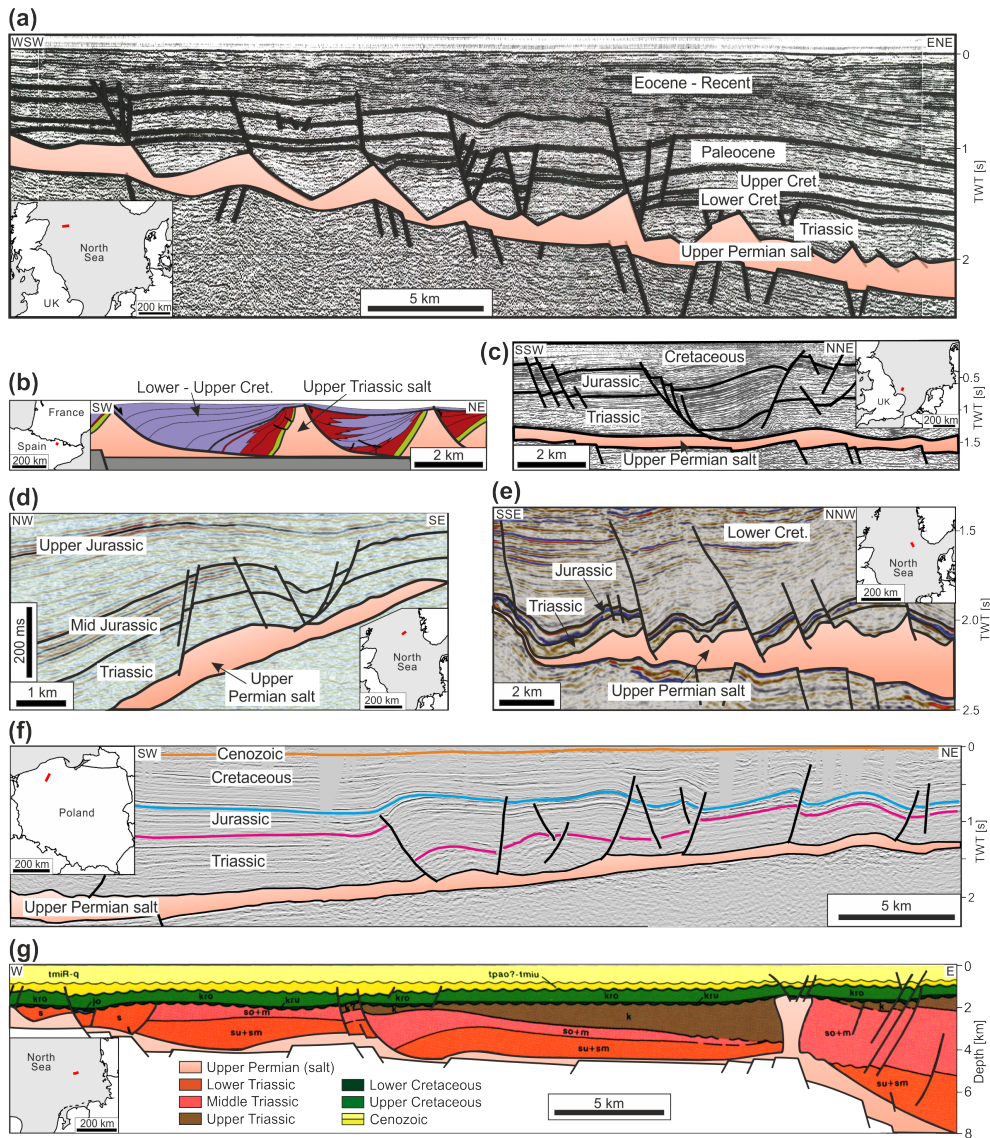 (a)
WSW
ENE
0
Eocene - Recent
Paleocene
1
Upper Cret.
Lower Cret.
Triassic
Upper Permian salt
2
TWT [s]
North
Sea
UK
200 km
5 km
(b)
Lower - Upper Cret.
Upper Triassic salt
France
Spain
200 km
SW
NE
2 km
(c)
SSW
NNE
Cretaceous
Jurassic
Triassic
Upper Permian salt
0.5
1.0
1.5
TWT [s]
UK
200 km
2 km
(d)
NW
SE
Upper Jurassic
Mid Jurassic
Triassic
Upper
Permian salt
200 ms
1 km
North
Sea
200 km
(e)
SSE
NNW
Lower Cret.
Jurassic
Triassic
Upper Permian salt
1.5
2.0
2.5
TWT [s]
North
Sea
200 km
2 km
(f)
SW
NE
Cenozoic
Cretaceous
Jurassic
Triassic
Upper Permian salt
0
1
2
TWT [s]
Poland
200 km
5 km
(g)
W
E
tmiR-q
tpao?-tmiu
kro
jo
kro
kru
kro
kro
kru
kro
s
s
so+m
su+sm
k
k
so+m
su+sm
k
so+m
su+sm
0
2
4
6
8
Depth [km]
North
Sea
200 km
Upper Permian (salt)
Lower Triassic
Middle Triassic
Upper Triassic
Lower Cretaceous
Upper Cretaceous
Cenozoic
5 km